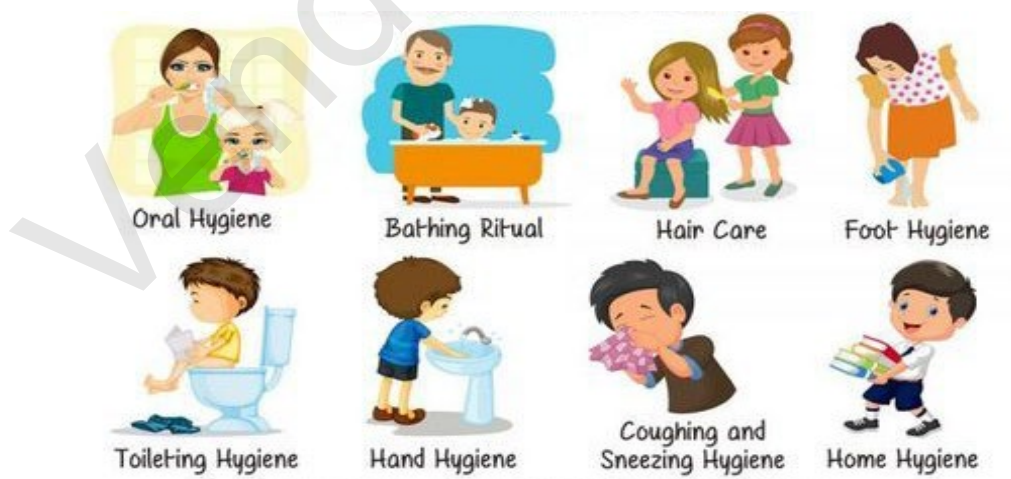 Oral Hygiene
Bathing Ritual
Hair Care
Foot Hygiene
Toileting Hygiene
Hand Hygiene
Coughing and
Sneezing Hygiene
Home Hygiene